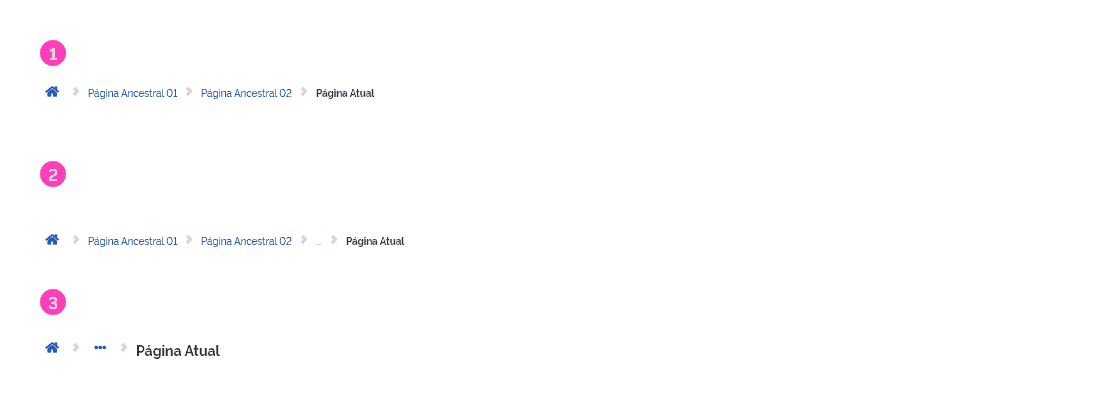 1
Página Ancestral 01 Página Ancestral 02 Página Atual
2
Página Ancestral 01 Página Ancestral 02 ... Página Atual
3
••• Página Atual